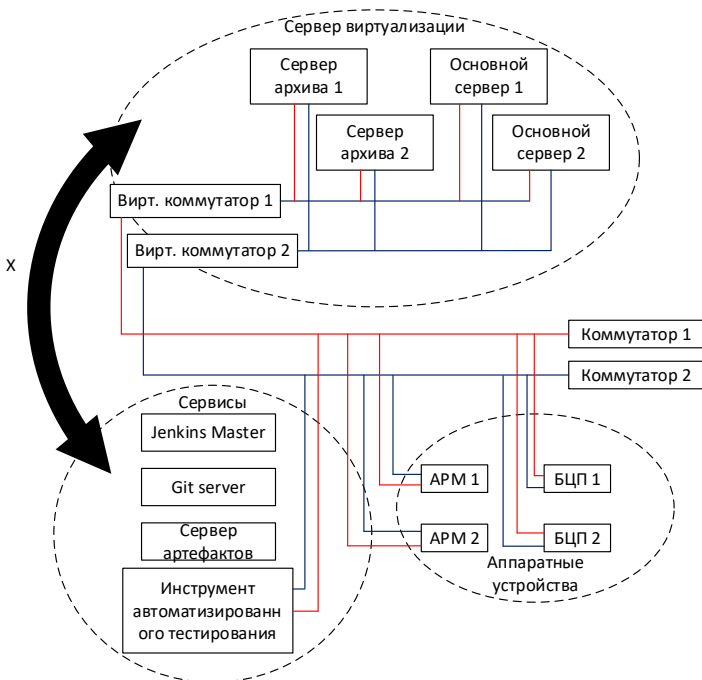 Сервер виртуализации
Сервер
архива 1
Основной
сервер 1
Сервер
архива 2
Основной
сервер 2
Вирт. коммутатор 1
Вирт. коммутатор 2
X
Коммутатор 1
Коммутатор 2
Сервисы
Jenkins Master
Git server
Сервер
артефактов
Инструмент
автоматизированн
ого тестирования
АРМ 1
БЦП 1
АРМ 2
БЦП 2
Аппаратные
устройства